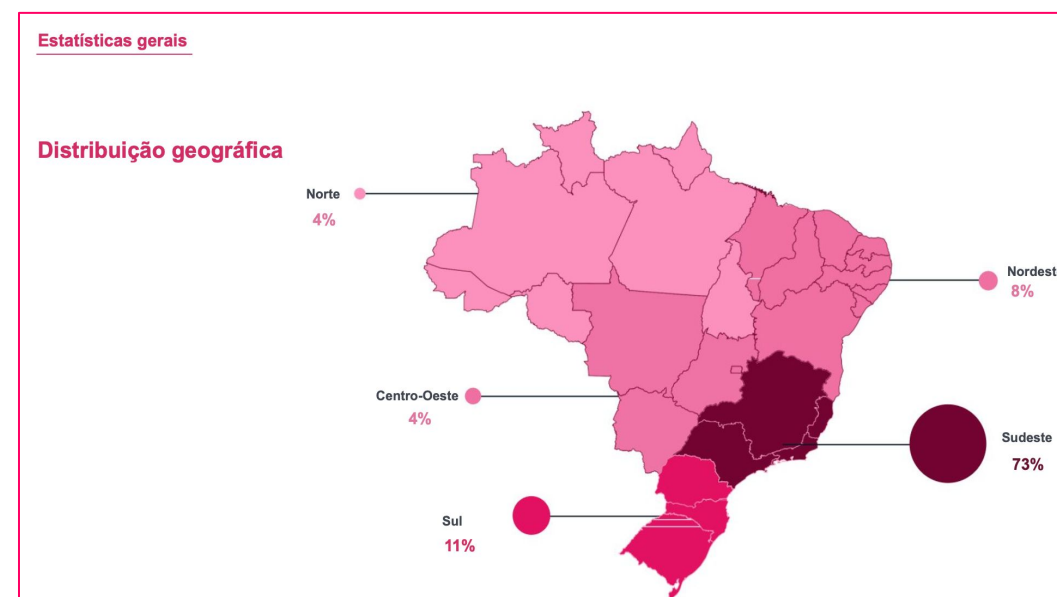 Estatísticas gerais
Distribuição geográfica
Norte
4%
Nordest
8%
Centro-Oeste
4%
Sudeste
73%
Sul
11%